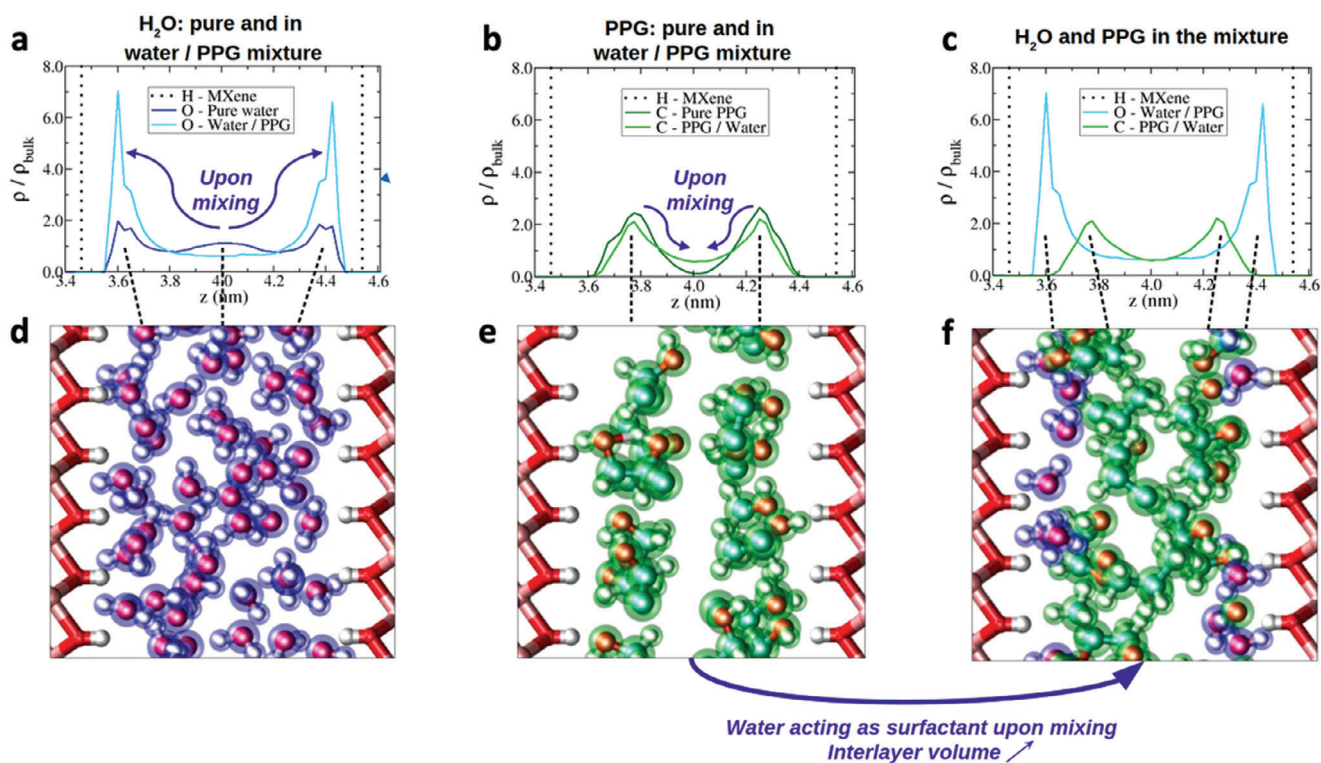 a
H₂O: pure and in
water / PPG mixture
8.0
6.0
4.0
2.0
0.0
ρ / ρbulk
H - MXene
O - Pure water
O - Water / PPG
Upon
mixing
3.4 3.6 3.8 4.0 4.2 4.4 4.6
z (nm)
b
PPG: pure and in
water / PPG mixture
8.0
6.0
4.0
2.0
0.0
ρ / ρbulk
H - MXene
C - Pure PPG
C - PPG / Water
Upon
mixing
3.4 3.6 3.8 4.0 4.2 4.4 4.6
z (nm)
c
H₂O and PPG in the mixture
8.0
6.0
4.0
2.0
0.0
ρ / ρbulk
H - MXene
O - Water / PPG
C - PPG / Water
3.4 3.6 3.8 4.0 4.2 4.4 4.6
z (nm)
d
e
f
Water acting as surfactant upon mixing
Interlayer volume ↗